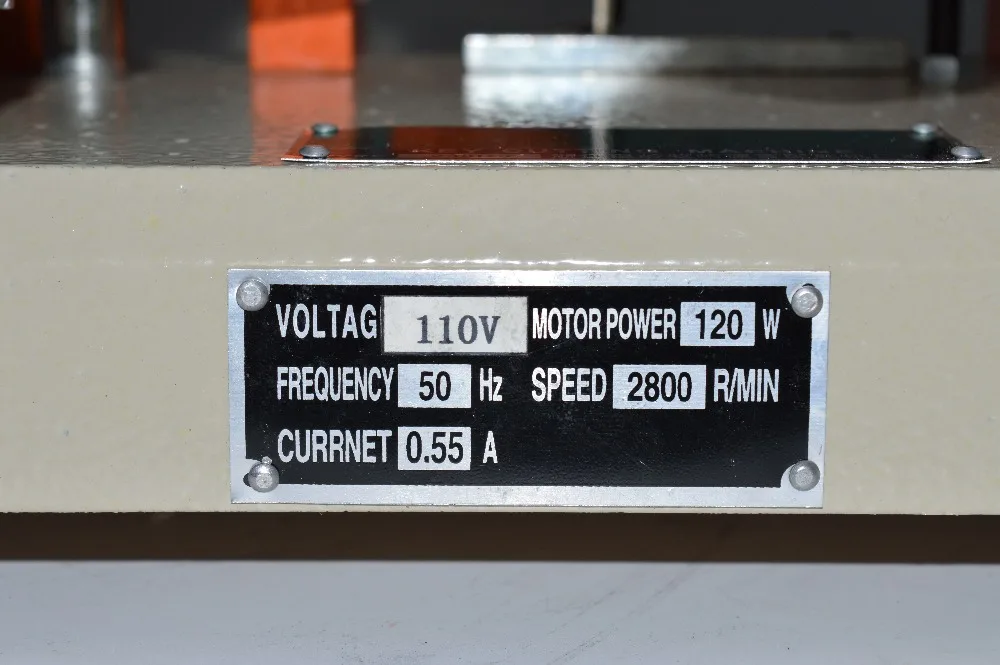 VOLTAG 110V MOTOR POWER 120 W
FREQUENCY 50 Hz SPEED 2800 R/MIN
CURRNET 0.55 A